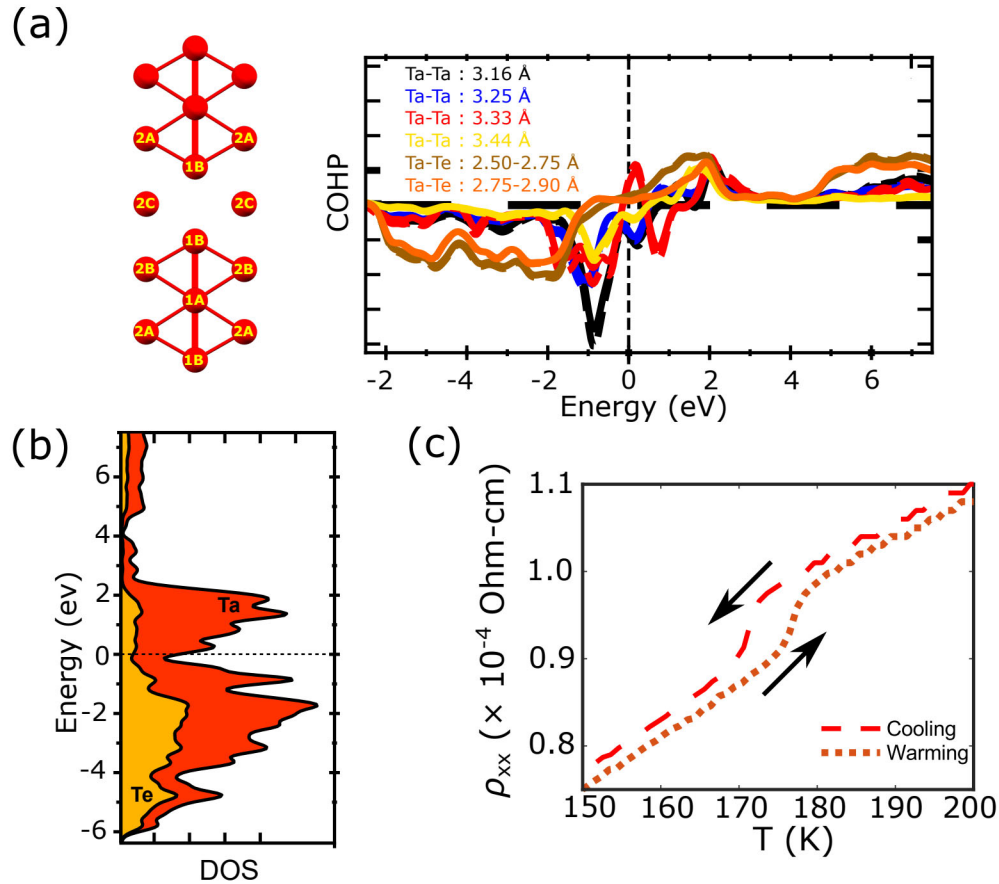 (a)
2A
2A
1B
2C
2C
1B
2B
2B
1A
2A
2A
1B
COHP
Ta-Ta : 3.16 Å
Ta-Ta : 3.25 Å
Ta-Ta : 3.33 Å
Ta-Ta : 3.44 Å
Ta-Te : 2.50-2.75 Å
Ta-Te : 2.75-2.90 Å
-2 -4 -2 0 2 4 6
Energy (eV)
(b)
Energy (ev)
6
4
2
0
-2
-4
-6
Ta
Te
DOS
(c)
ρxx (× 10-4 Ohm-cm)
1.1
1.0
0.9
0.8
Cooling
Warming
150 160 170 180 190 200
T (K)